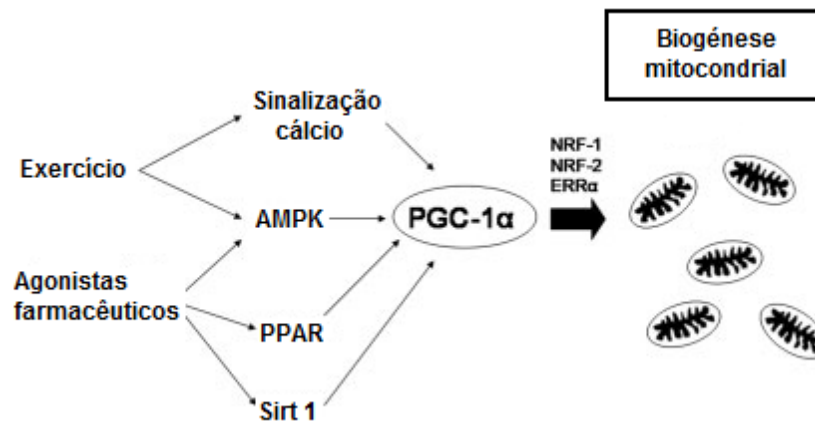 Biogénese
mitocondrial
Sinalização
cálcio
Exercício
NRF-1
NRF-2
ERRα
AMPK
PGC-1α
Agonistas
farmacêuticos
PPAR
Sirt 1